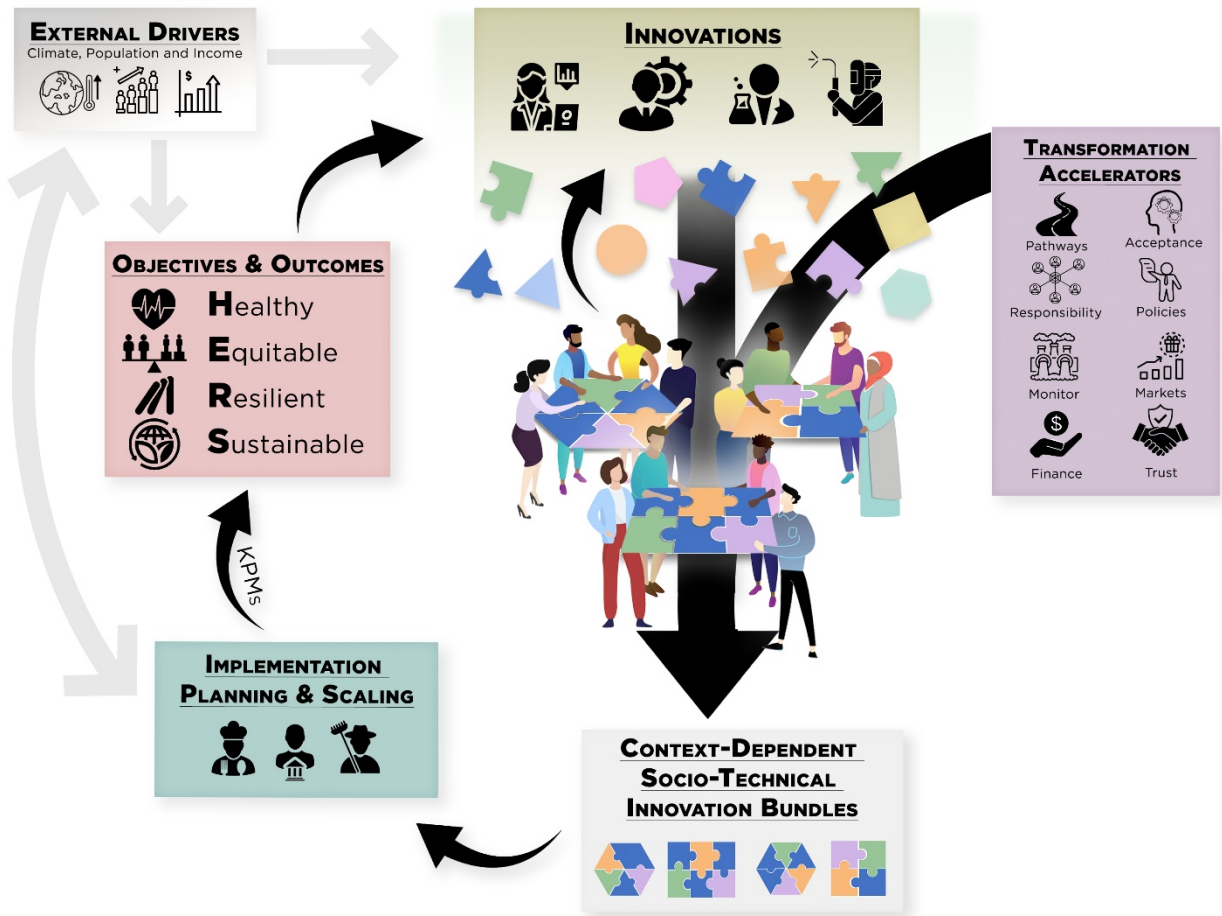 EXTERNAL DRIVERS
Climate, Population and Income
+
$
INNOVATIONS
TRANSFORMATION
ACCELERATORS
Pathways
Acceptance
Responsibility
Policies
Monitor
Markets
$
Finance
Trust
OBJECTIVES & OUTCOMES
Healthy
Equitable
Resilient
Sustainable
KPMs
IMPLEMENTATION
PLANNING & SCALING
CONTEXT-DEPENDENT
SOCIO-TECHNICAL
INNOVATION BUNDLES